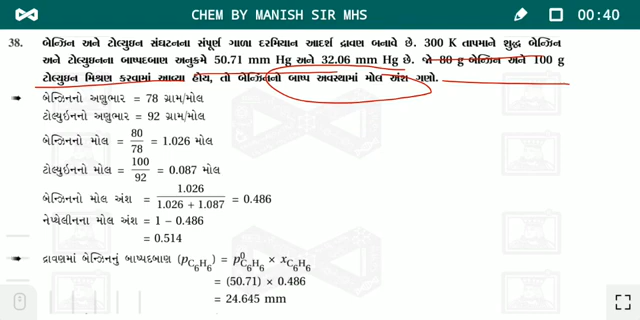 CHEM BY MANISH SIR MHS
00:40
38. બેન્ઝિન અને ટોલ્યુઇન સંઘટનના સંપૂર્ણ ગાળા દરમિયાન આદર્શ દ્રાવણ બનાવે છે. 300 K તાપમાને શુદ્ધ બેન્ઝિન
અને ટોલ્યુઇનના બાષ્પદબાણ અનુક્રમે 50.71 mm Hg અને 32.06 mm Hg છે. જો 80 g બેન્ઝિન અને 100 g
ટોલ્યુઇન મિશ્રણ કરવામાં આવ્યા હોય, તો બેન્ઝિનનો બાષ્પ અવસ્થામાં મોલ અંશ ગણો.
➠ બેન્ઝિનનો અણુભાર = 78 ગ્રામ/મોલ
ટોલ્યુઇનનો અણુભાર = 92 ગ્રામ/મોલ
બેન્ઝિનનો મોલ = 80/78 = 1.026 મોલ
ટોલ્યુઇનનો મોલ = 100/92 = 0.087 મોલ
બેન્ઝિનનો મોલ અંશ = 1.026/(1.026 + 1.087) = 0.486
નેપ્થેલીનના મોલ અંશ = 1 – 0.486
= 0.514
➠ દ્રાવણમાં બેન્ઝિનનું બાષ્પદબાણ (p_C₆H₆) = p⁰_C₆H₆ × x_C₆H₆
= (50.71) × 0.486
= 24.645 mm